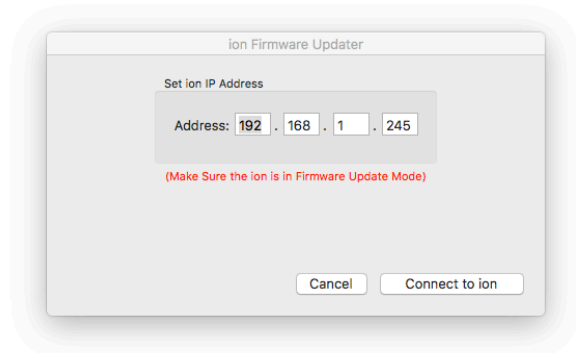 ion Firmware Updater
Set ion IP Address
Address: 192 . 168 . 1 . 245
(Make Sure the ion is in Firmware Update Mode)
Cancel Connect to ion